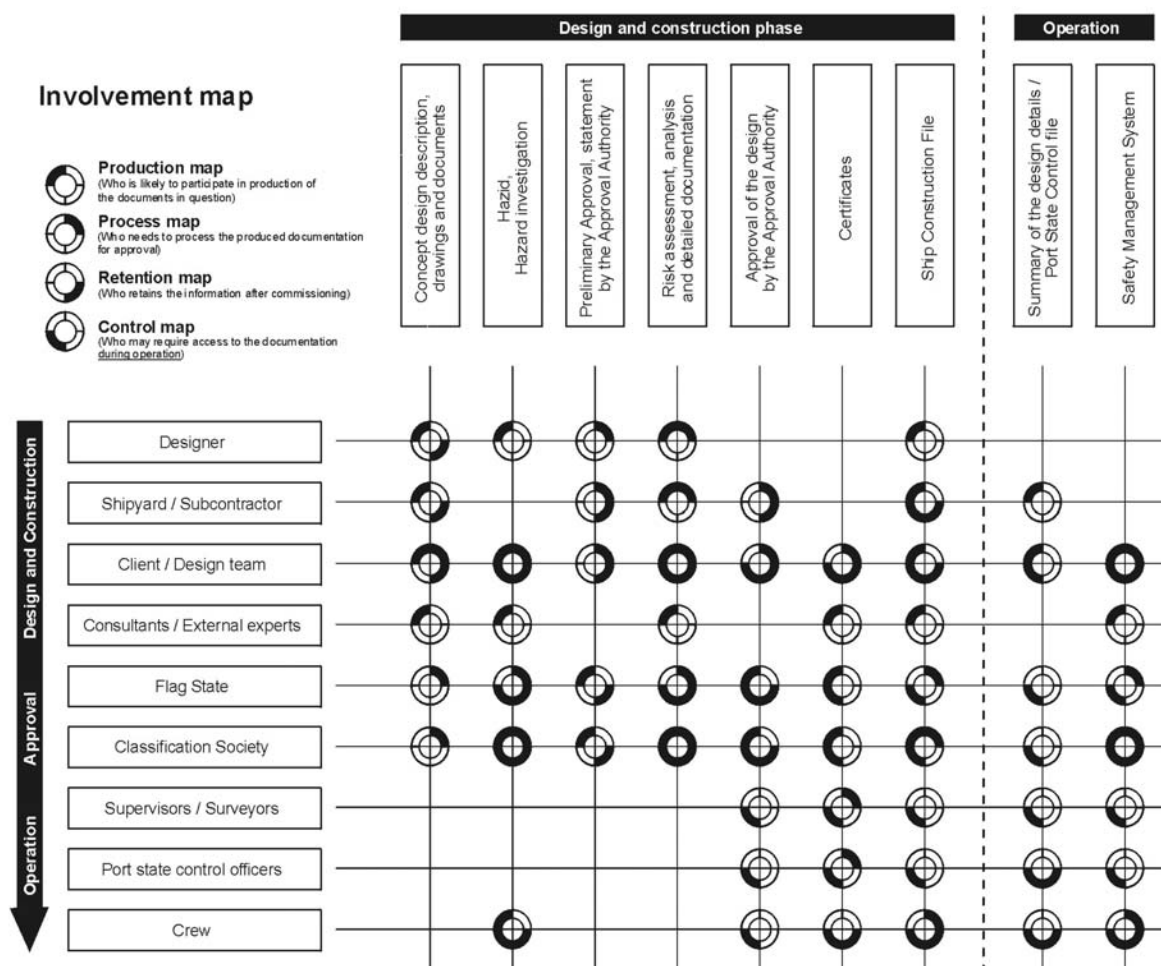 Design and construction phase
Operation
Involvement map
Production map
(Who is likely to participate in production of
the documents in question)
Process map
(Who needs to process the produced documentation
for approval)
Retention map
(Who retains the information after commissioning)
Control map
(Who may require access to the documentation
during operation)
Concept design description,
drawings and documents
Hazid,
Hazard investigation
Preliminary Approval, statement
by the Approval Authority
Risk assessment, analysis
and detailed documentation
Approval of the design
by the Approval Authority
Certificates
Ship Construction File
Summary of the design details /
Port State Control file
Safety Management System
Design and Construction
Approval
Operation
Designer
Shipyard / Subcontractor
Client / Design team
Consultants / External experts
Flag State
Classification Society
Supervisors / Surveyors
Port state control officers
Crew